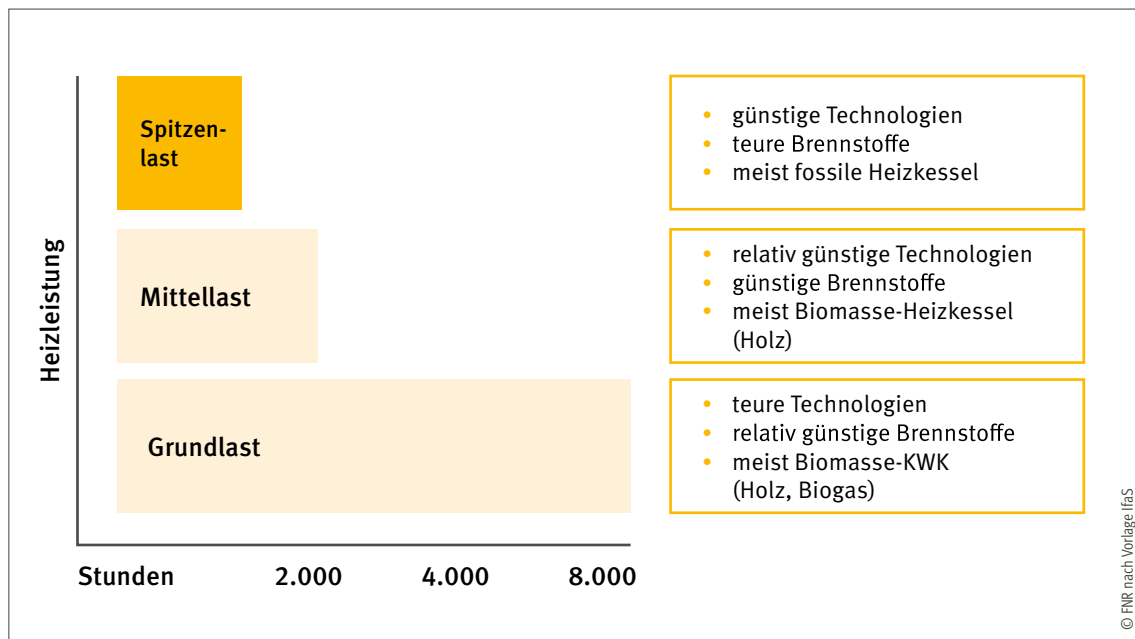 Heizleistung
Spitzen-
last
• günstige Technologien
• teure Brennstoffe
• meist fossile Heizkessel
Mittellast
• relativ günstige Technologien
• günstige Brennstoffe
• meist Biomasse-Heizkessel
(Holz)
Grundlast
• teure Technologien
• relativ günstige Brennstoffe
• meist Biomasse-KWK
(Holz, Biogas)
Stunden 2.000 4.000 8.000
© FNR nach Vorlage IfaS